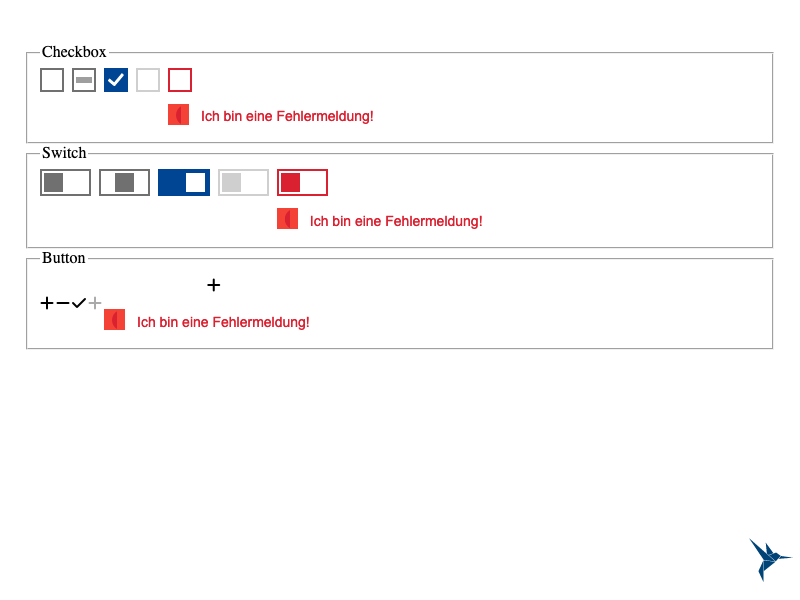 Checkbox
Ich bin eine Fehlermeldung!
Switch
Ich bin eine Fehlermeldung!
Button
Ich bin eine Fehlermeldung!